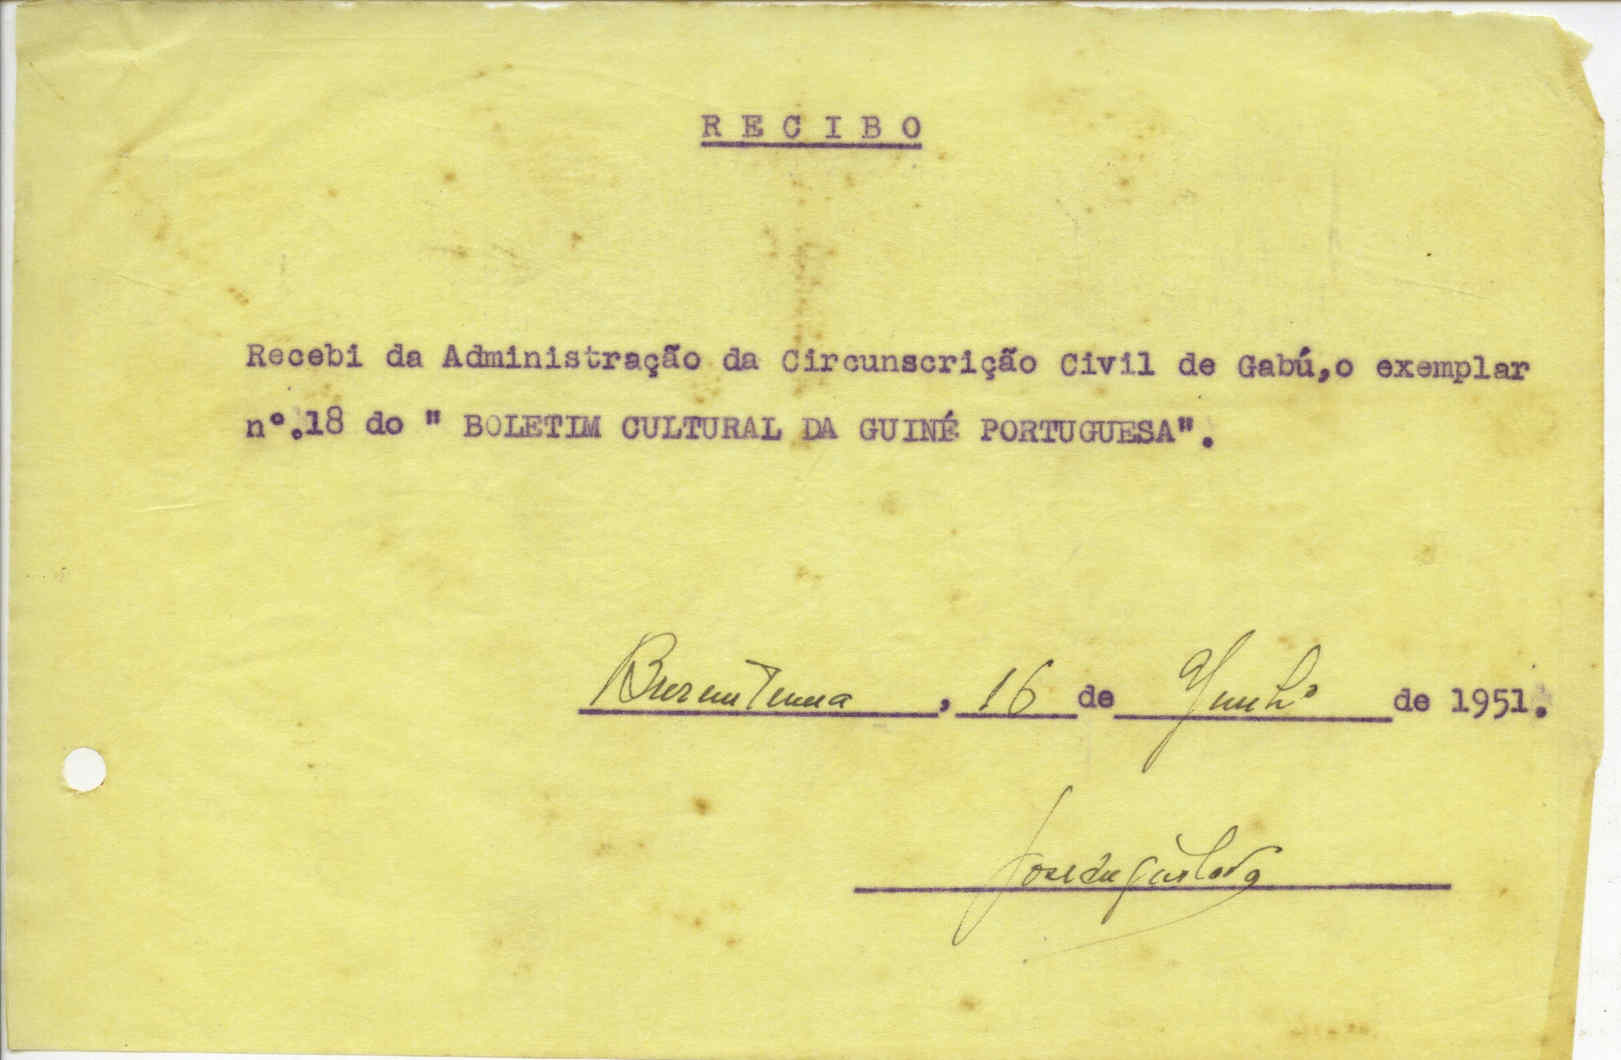 R E C I B O
Recebi da Administração da Circunscrição Civil de Gabú,o exemplar
nº.18 do " BOLETIM CULTURAL DA GUINÉ PORTUGUESA".
Buruntuma, 16 de Junho de 1951.